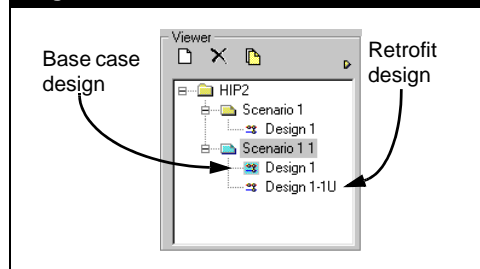 Viewer
Base case
design
Retrofit
design
HIP2
Scenario 1
Design 1
Scenario 1 1
Design 1
Design 1-1U